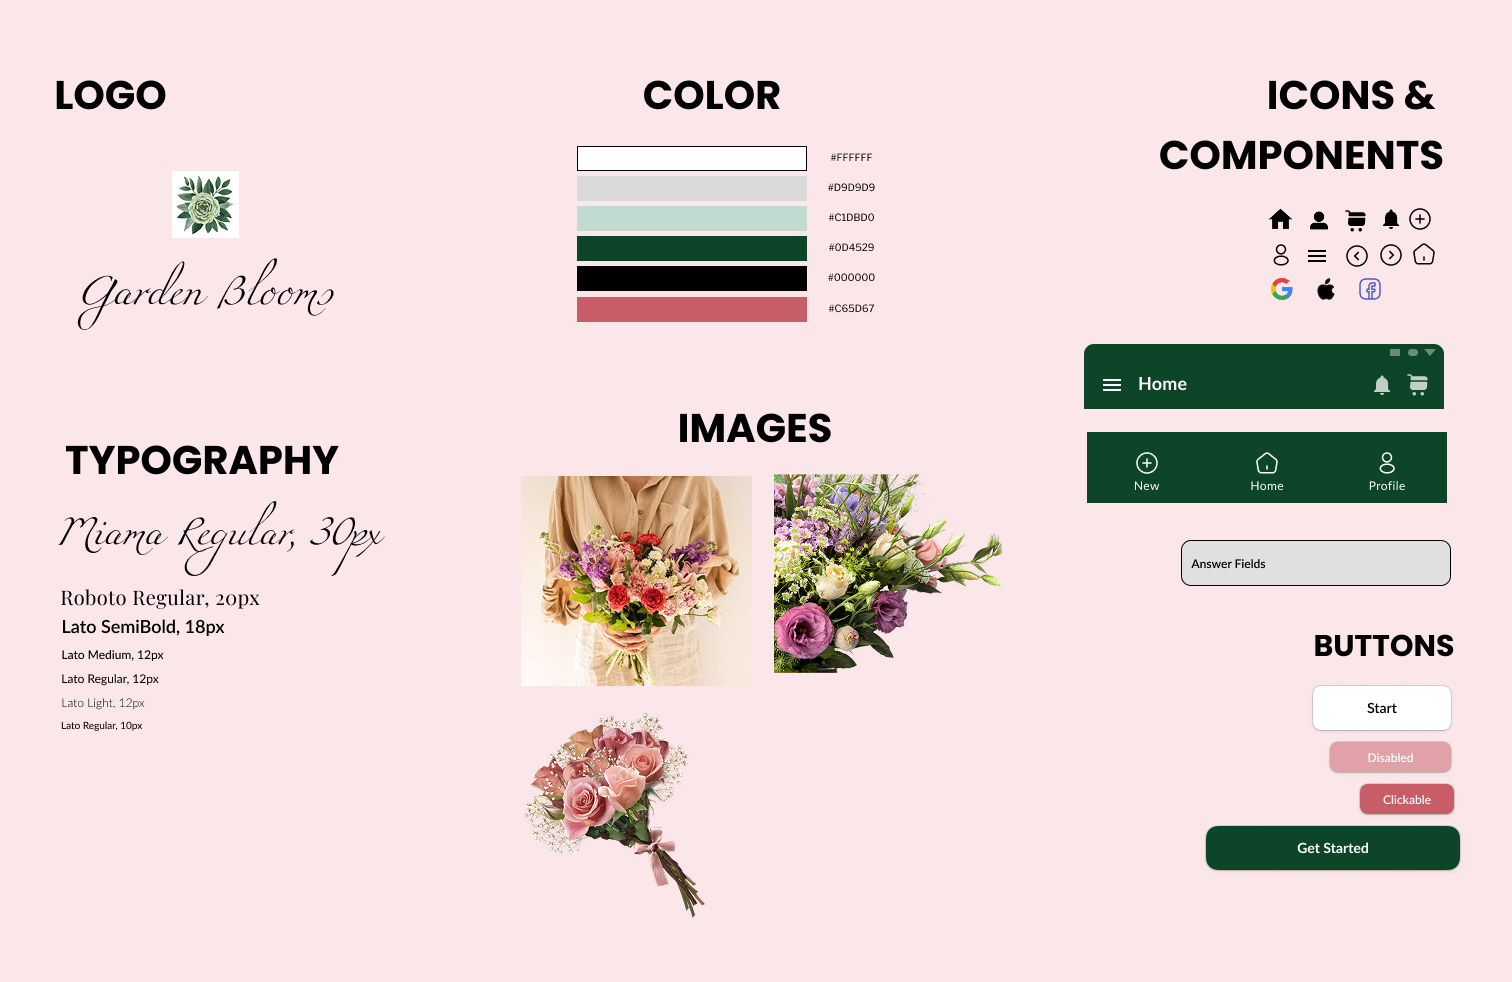 LOGO
Garden Blooms
TYPOGRAPHY
Miama Regular, 30px
Roboto Regular, 20px
Lato SemiBold, 18px
Lato Medium, 12px
Lato Regular, 12px
Lato Light, 12px
Lato Regular, 10px
COLOR
#FFFFFF
#D9D9D9
#C1DBD0
#0D4529
#000000
#C65D67
IMAGES
ICONS &
COMPONENTS
Home
New Home Profile
Answer Fields
BUTTONS
Start
Disabled
Clickable
Get Started